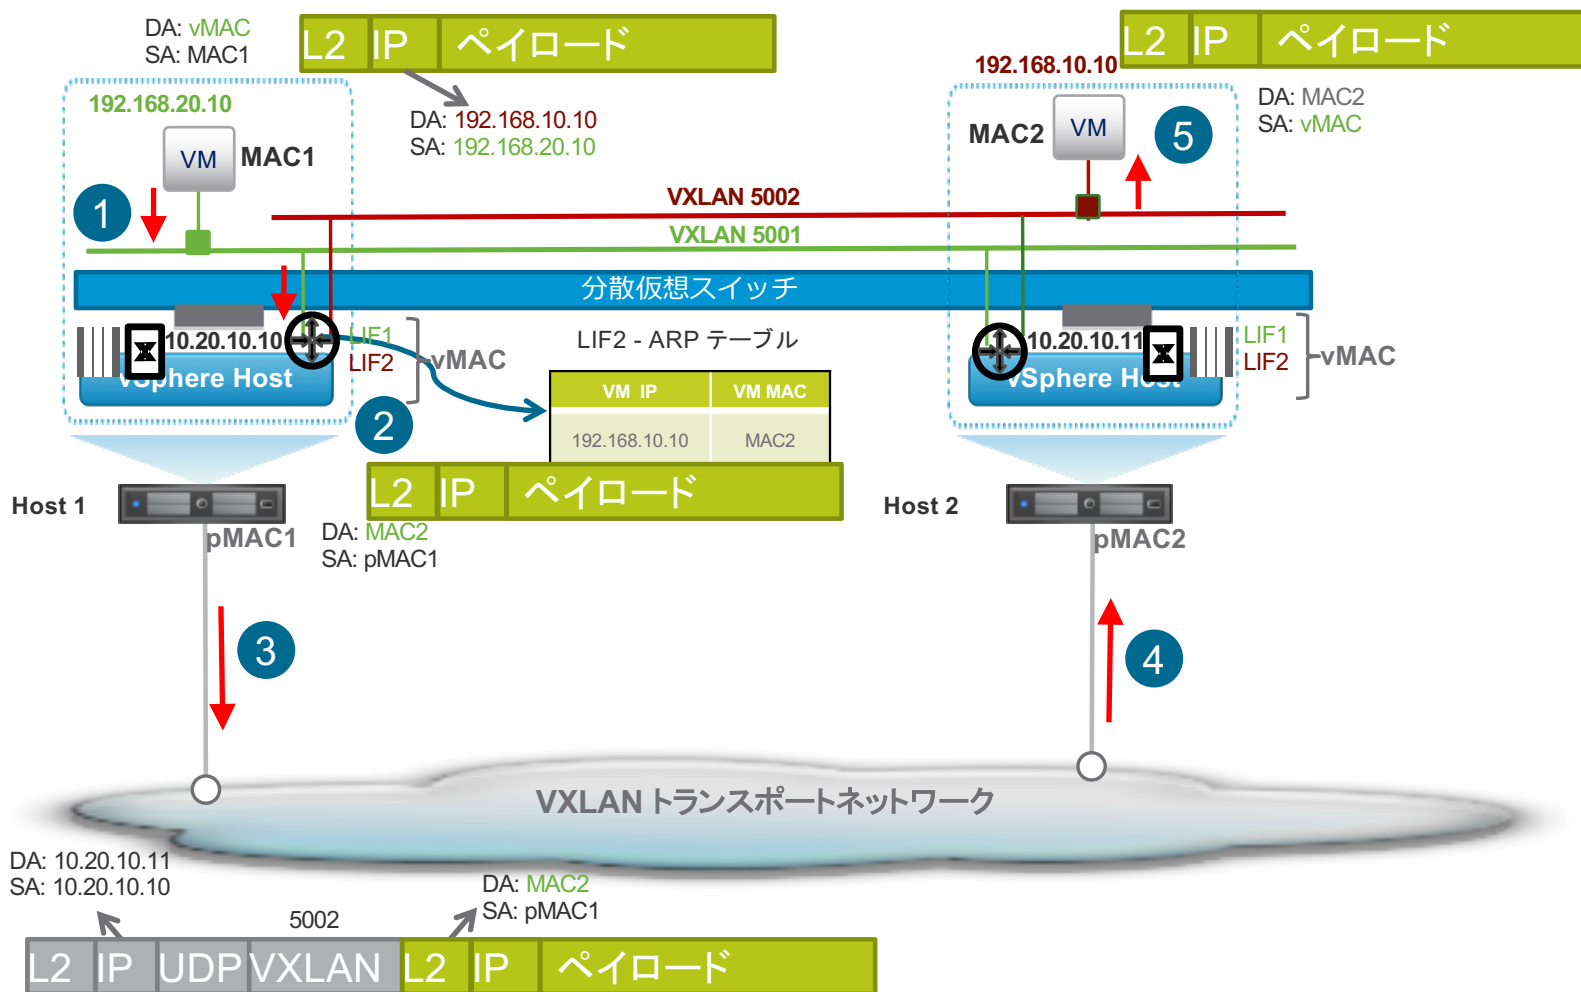 DA: vMAC
SA: MAC1
L2 IP ペイロード
L2 IP ペイロード
192.168.10.10
192.168.20.10
DA: 192.168.10.10
SA: 192.168.20.10
DA: MAC2
SA: vMAC
VM MAC1
MAC2 VM
5
1
VXLAN 5002
VXLAN 5001
分散仮想スイッチ
10.20.10.10
LIF1
LIF2
vMAC
vSphere Host
LIF2 - ARP テーブル
10.20.10.11
LIF1
LIF2
vMAC
vSphere Host
VM IP VM MAC
192.168.10.10 MAC2
2
L2 IP ペイロード
Host 1
pMAC1
DA: MAC2
SA: pMAC1
Host 2
pMAC2
3
4
VXLAN トランスポートネットワーク
DA: 10.20.10.11
SA: 10.20.10.10
5002
DA: MAC2
SA: pMAC1
L2 IP UDP VXLAN L2 IP ペイロード